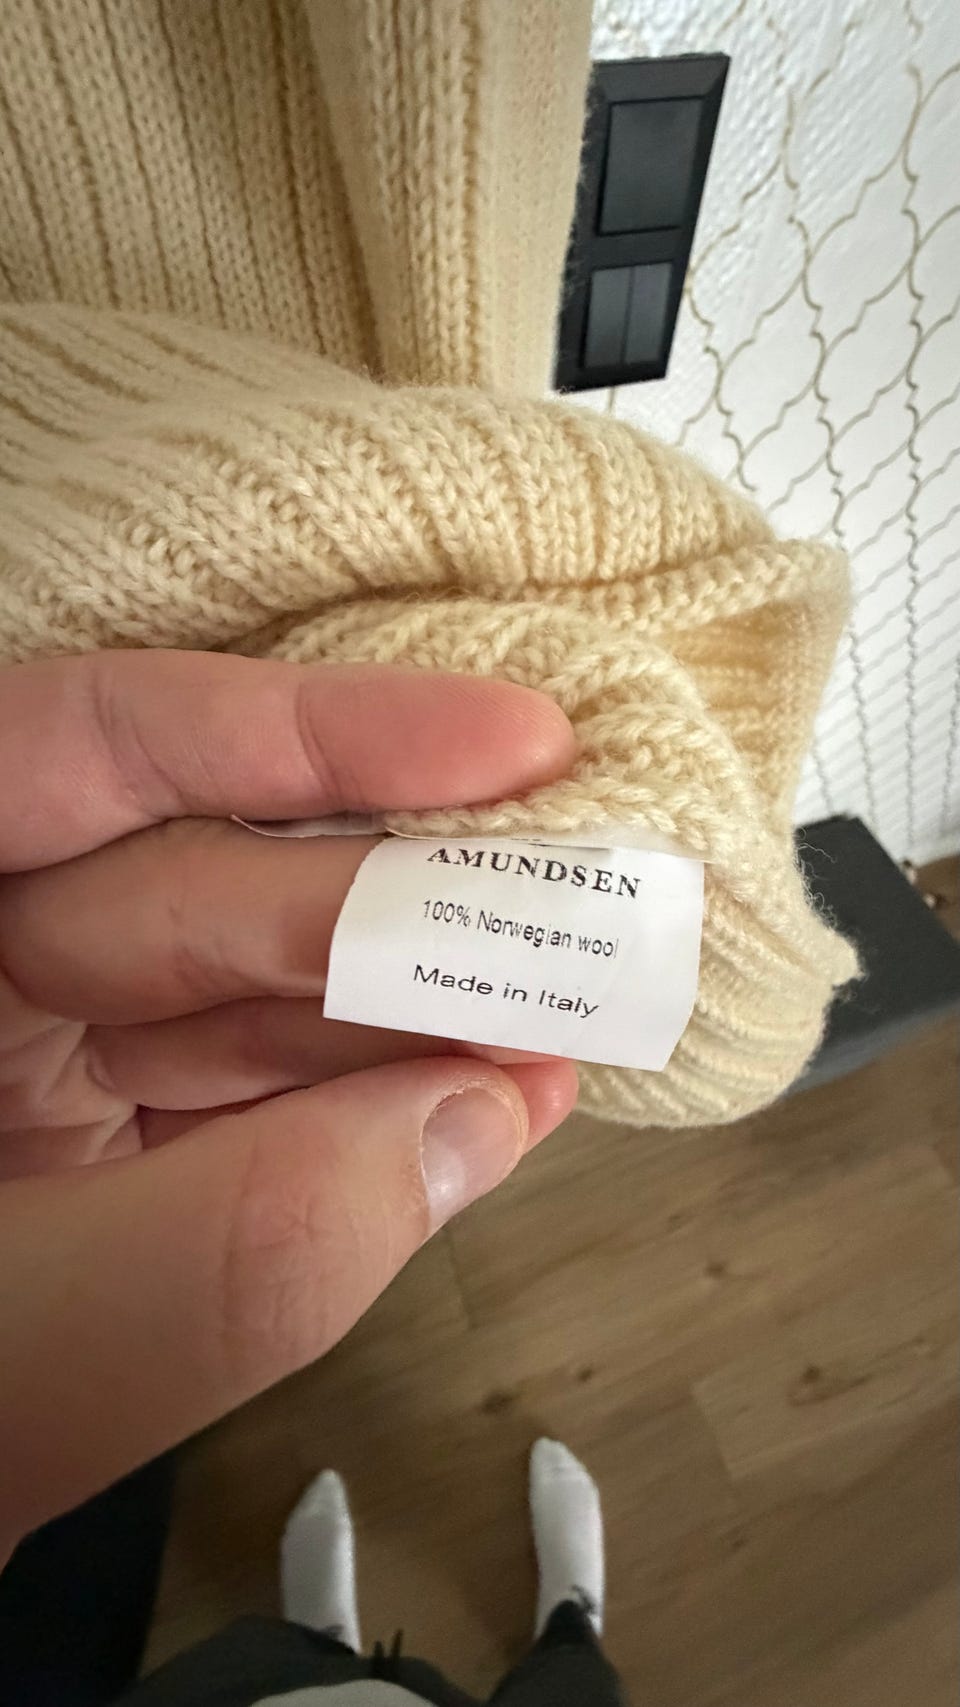 AMUNDSEN
100% Norwegian wool
Made in Italy